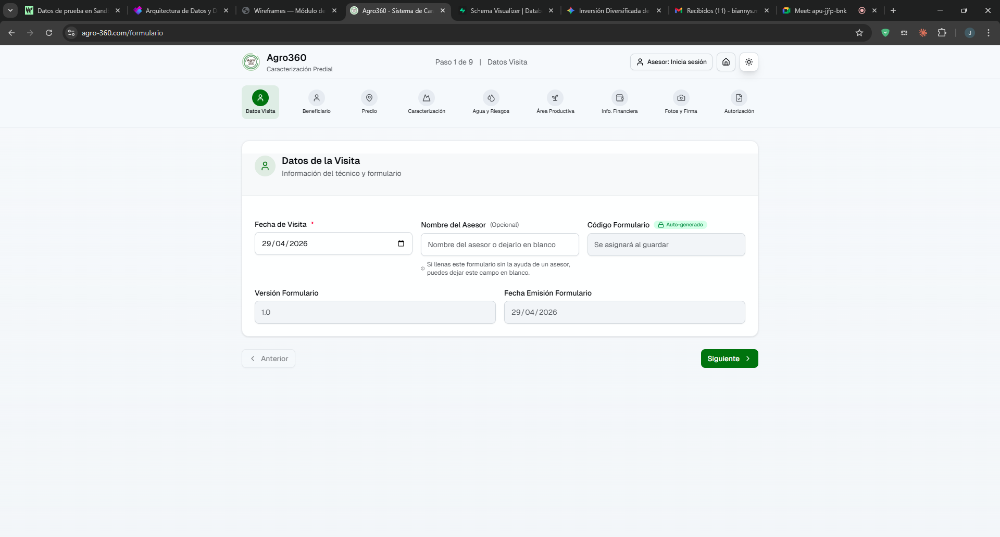 Datos de prueba en Sand
Arquitectura de Datos y D
Wireframes — Módulo de
Agro360 - Sistema de Car
Schema Visualizer | Datab
Inversión Diversificada de
Recibidos (11) - biannys.m
Meet: apu-jjfp-bnk
agro-360.com/formulario
J
Agro 360
Agro360
Caracterización Predial
Paso 1 de 9 | Datos Visita
Asesor: Inicia sesión
Datos Visita
Beneficiario
Predio
Caracterización
Agua y Riesgos
Área Productiva
Info. Financiera
Fotos y Firma
Autorización
Datos de la Visita
Información del técnico y formulario
Fecha de Visita *
29/04/2026
Nombre del Asesor (Opcional)
Nombre del asesor o dejarlo en blanco
Si llenas este formulario sin la ayuda de un asesor,
puedes dejar este campo en blanco.
Código Formulario Auto-generado
Se asignará al guardar
Versión Formulario
1.0
Fecha Emisión Formulario
29/04/2026
Anterior
Siguiente